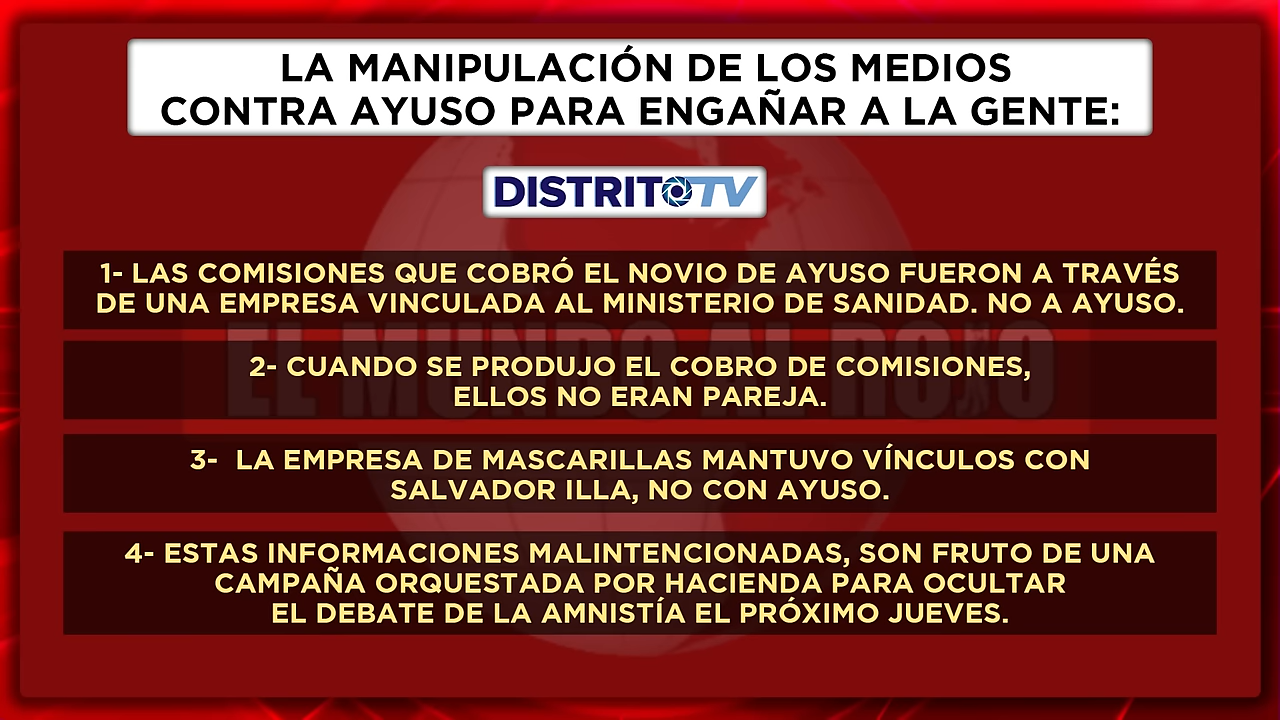 LA MANIPULACIÓN DE LOS MEDIOS
CONTRA AYUSO PARA ENGAÑAR A LA GENTE:
DISTRITOTV
1- LAS COMISIONES QUE COBRÓ EL NOVIO DE AYUSO FUERON A TRAVÉS
DE UNA EMPRESA VINCULADA AL MINISTERIO DE SANIDAD. NO A AYUSO.
2- CUANDO SE PRODUJO EL COBRO DE COMISIONES,
ELLOS NO ERAN PAREJA.
EL MUNDO AL ROJO
3- LA EMPRESA DE MASCARILLAS MANTUVO VÍNCULOS CON
SALVADOR ILLA, NO CON AYUSO.
4- ESTAS INFORMACIONES MALINTENCIONADAS, SON FRUTO DE UNA
CAMPAÑA ORQUESTADA POR HACIENDA PARA OCULTAR
EL DEBATE DE LA AMNISTÍA EL PRÓXIMO JUEVES.